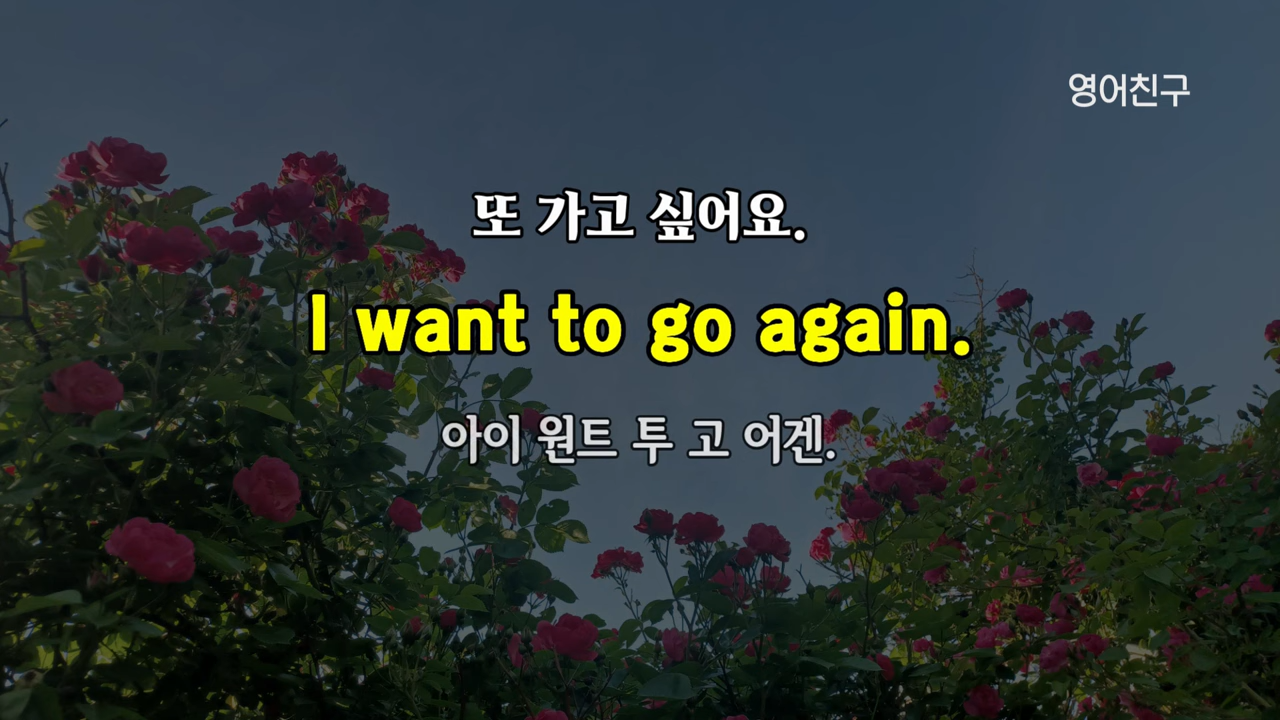 영어친구
또 가고 싶어요.
I want to go again.
아이 원트 투 고 어겐.